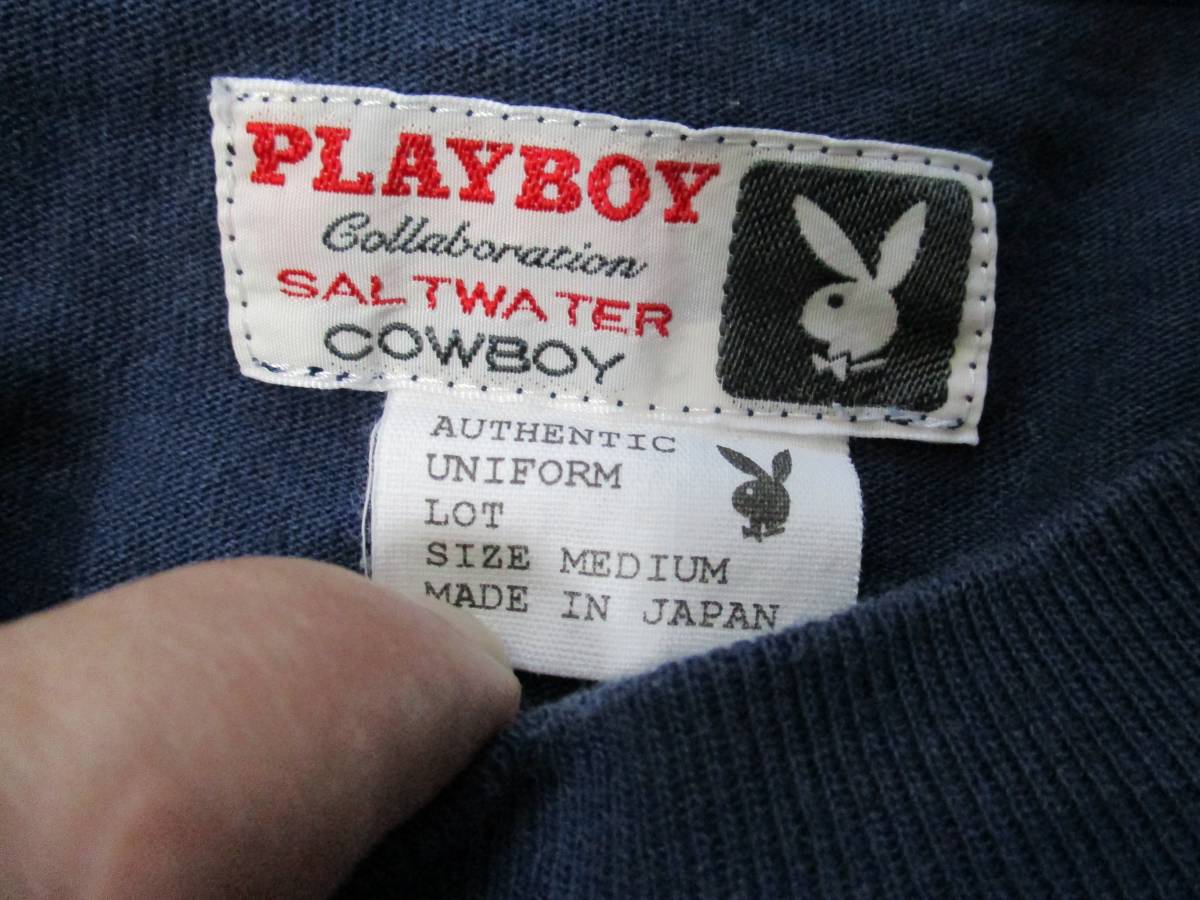 PLAYBOY
Collaboration
SALTWATER
COWBOY
AUTHENTIC
UNIFORM
LOT
SIZE MEDIUM
MADE IN JAPAN